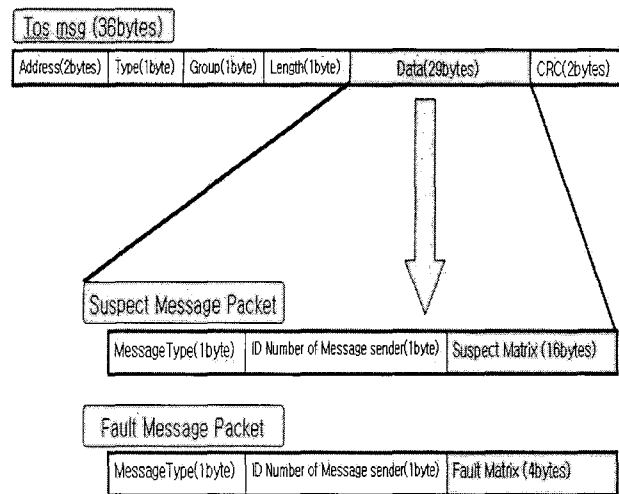 Tos msg (36bytes)
Address(2bytes) Type(1byte) Group(1byte) Length(1byte) Data(29bytes) CRC(2bytes)
Suspect Message Packet
MessageType(1byte) ID Number of Message sender(1byte) Suspect Matrix (16bytes)
Fault Message Packet
MessageType(1byte) ID Number of Message sender(1byte) Fault Matrix (4bytes)